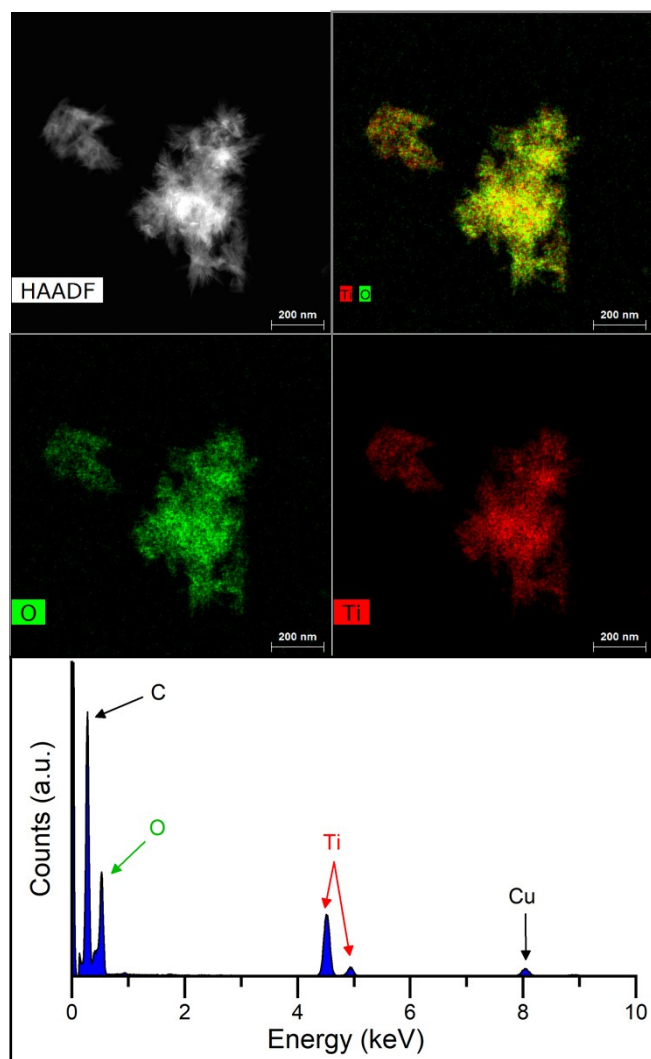 HAADF
200 nm
Ti O
200 nm
O
200 nm
Ti
200 nm
Counts (a.u.)
C
O
Ti
Cu
0 2 4 6 8 10
Energy (keV)